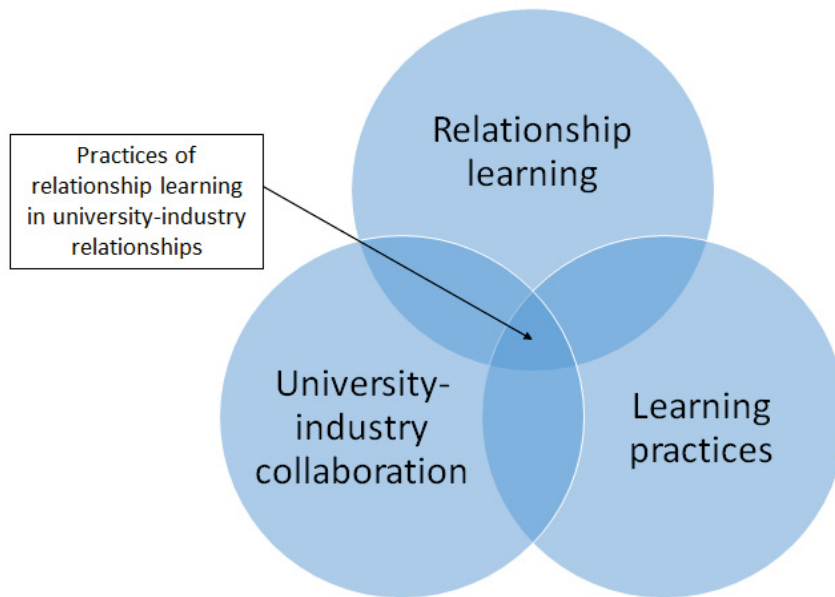 Relationship
learning
Practices of
relationship learning
in university-industry
relationships
University-
industry
collaboration
Learning
practices